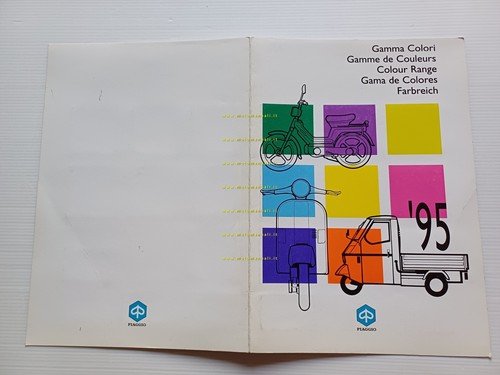 Gamma Colori
Gamme de Couleurs
Colour Range
Gama de Colores
Farbreich
'95
PIAGGIO
PIAGGIO